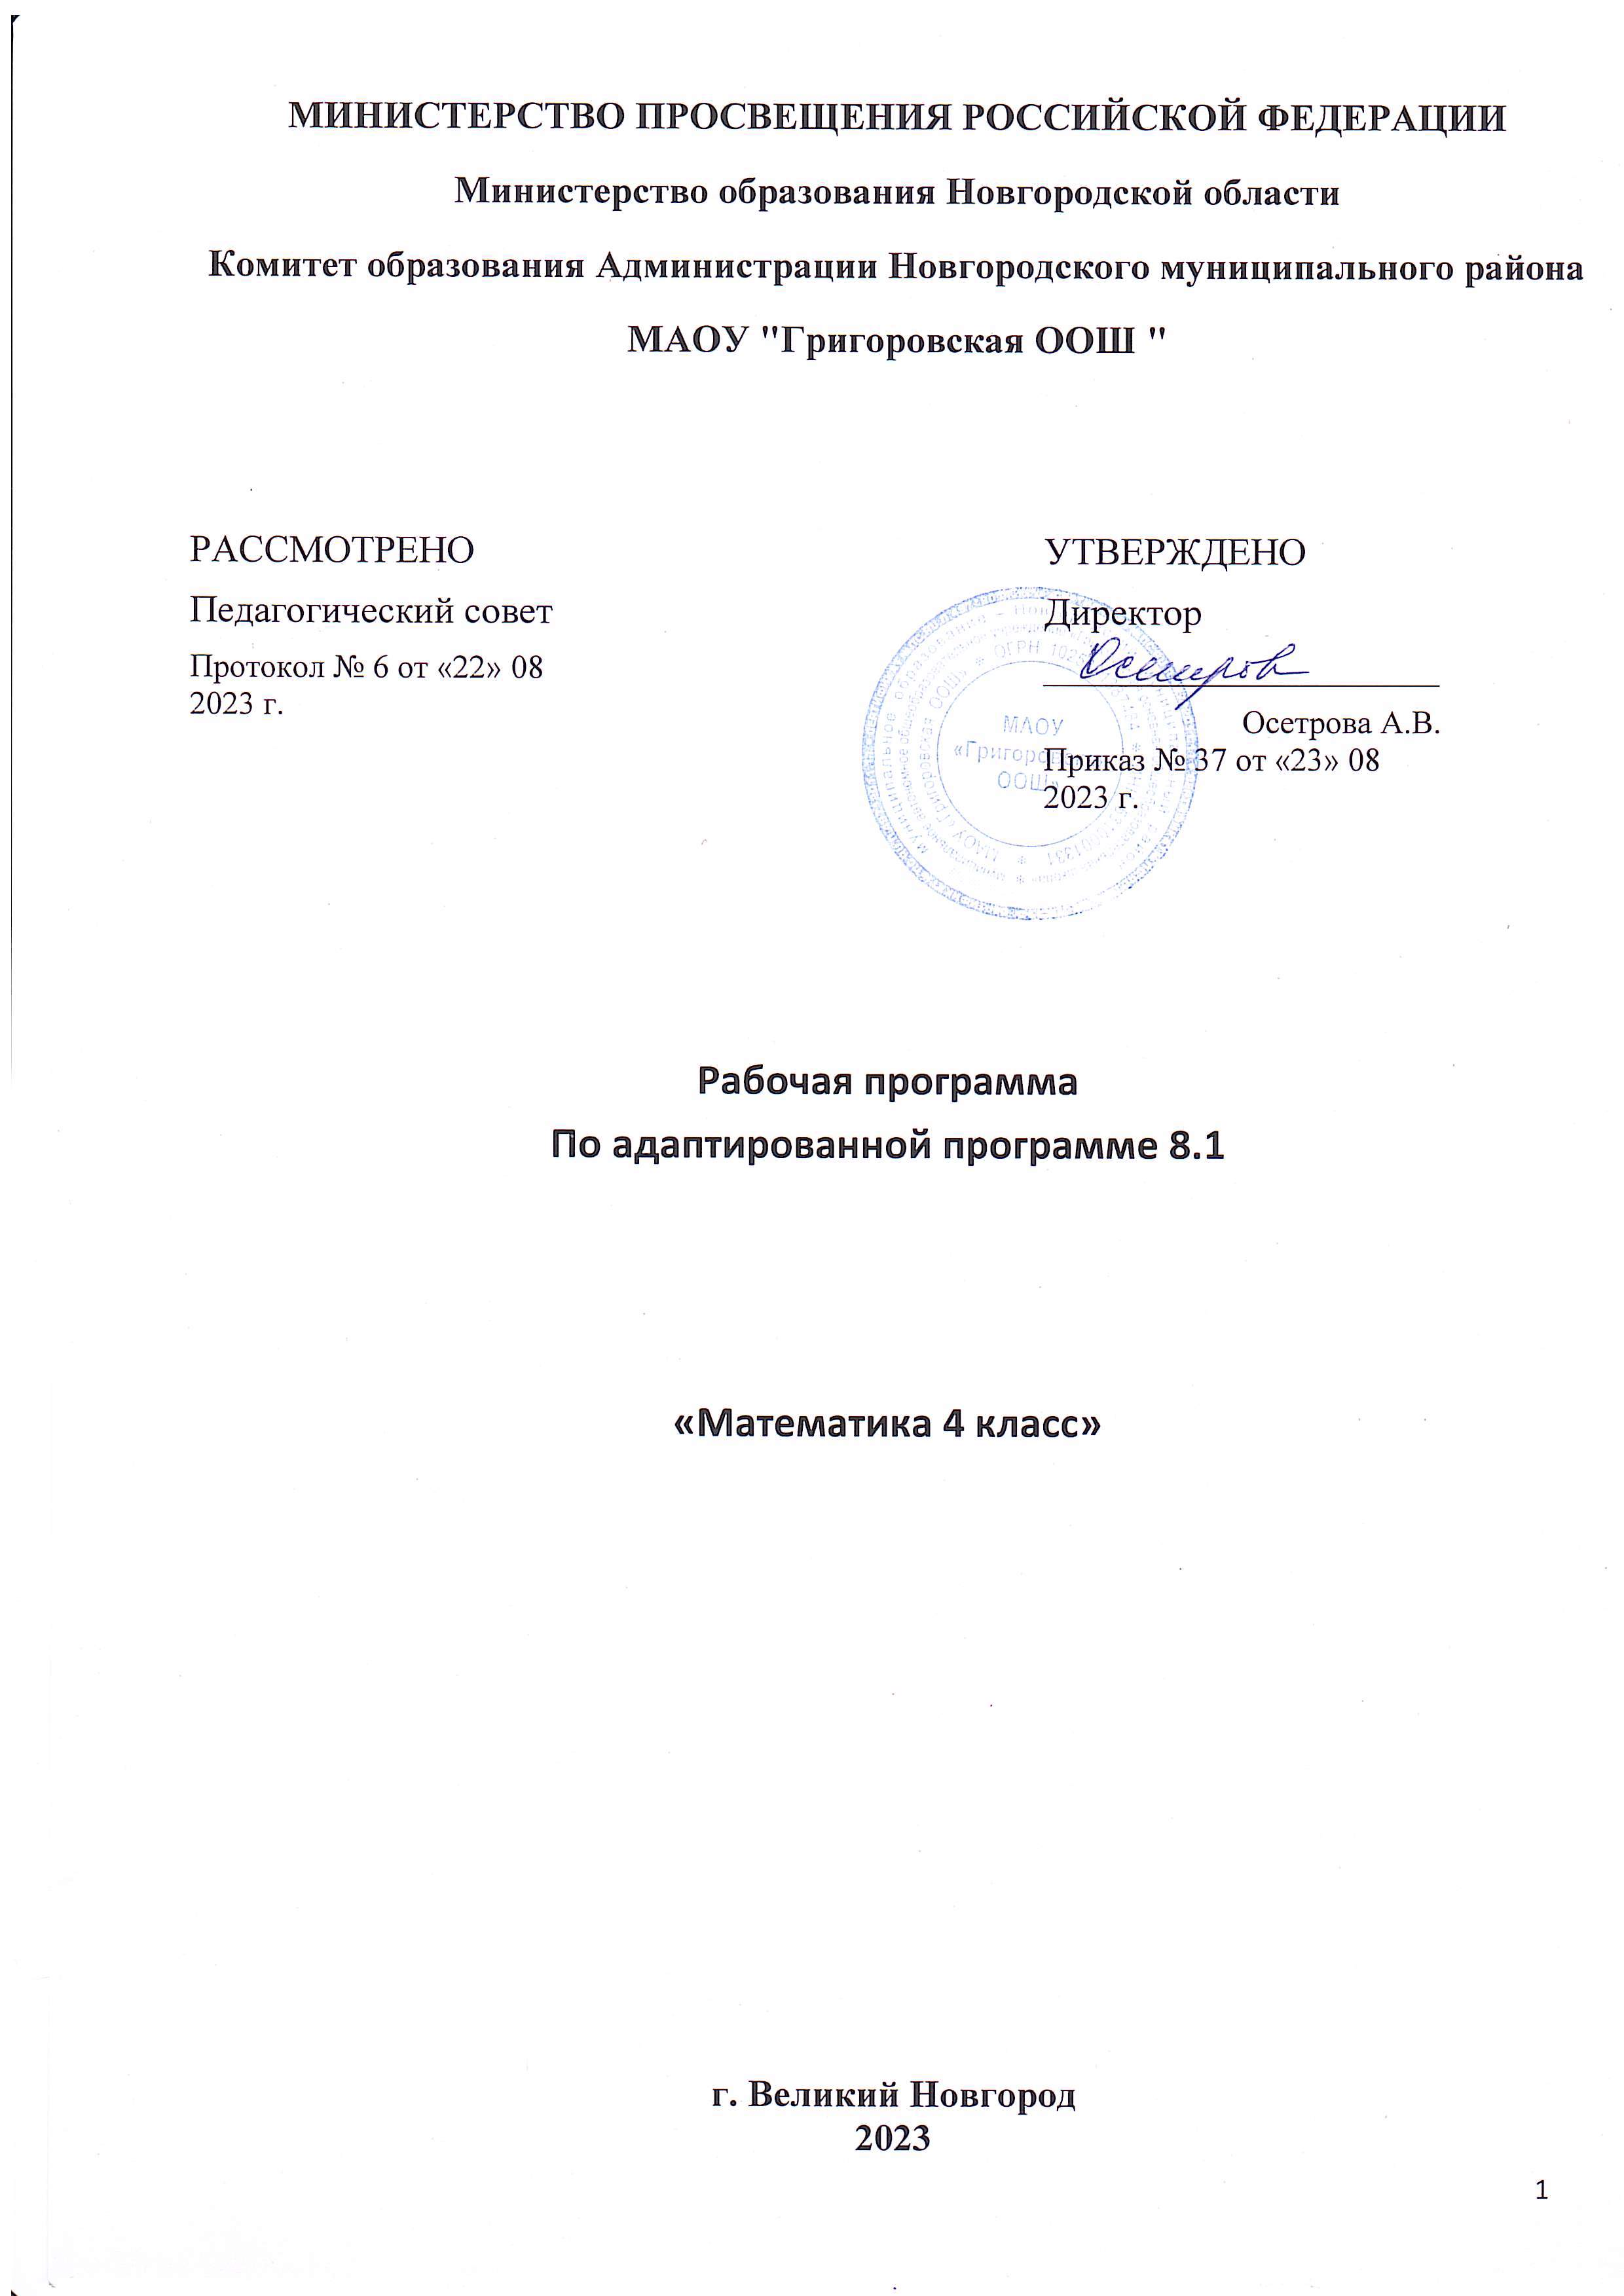 МИНИСТЕРСТВО ПРОСВЕЩЕНИЯ РОССИЙСКОЙ ФЕДЕРАЦИИ
Министерство образования Новгородской области
Комитет образования Администрации Новгородского муниципального района
МАОУ "Григоровская ООШ "
РАССМОТРЕНО
Педагогический совет
Протокол № 6 от «22» 08
2023 г.
УТВЕРЖДЕНО
Директор
Осетрова А.В.
Приказ № 37 от «23» 08
2023 г.
МАОУ
«Григоровская
ООШ»
Рабочая программа
По адаптированной программе 8.1
«Математика 4 класс»
г. Великий Новгород
2023
1